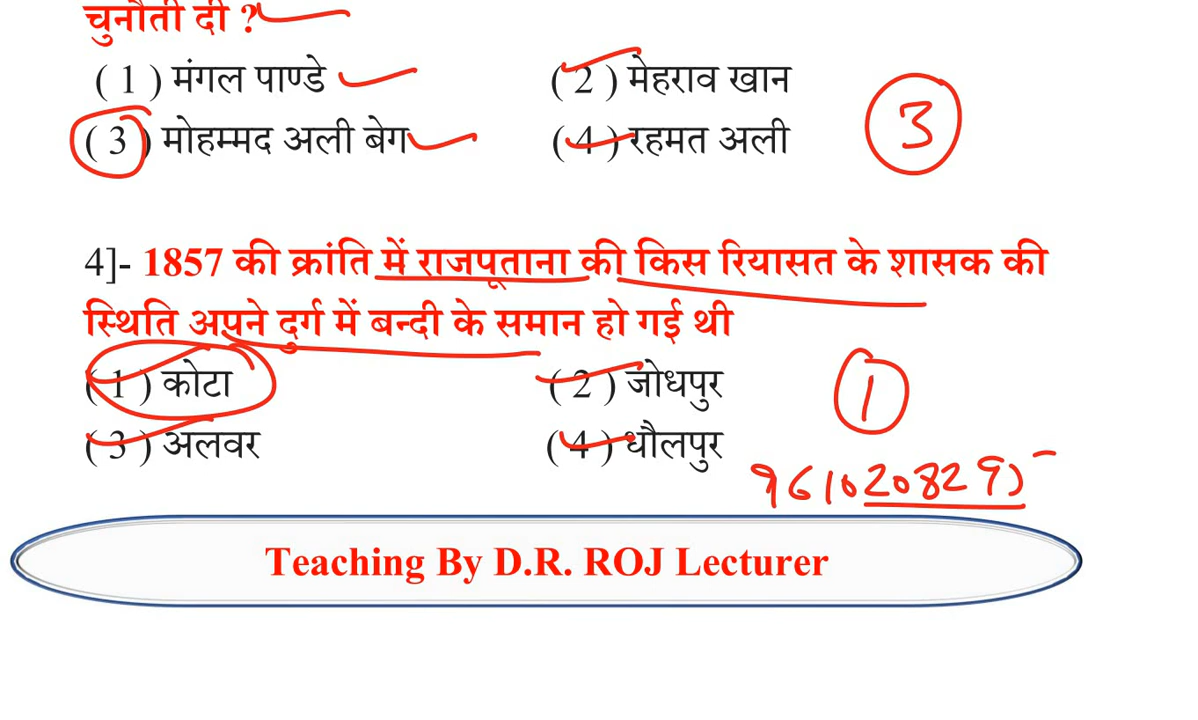 चुनौती दी ?
( 1 ) मंगल पाण्डे ( 2 ) मेहराव खान
( 3 ) मोहम्मद अली बेग ( 4 ) रहमत अली
3
4]- 1857 की क्रांति में राजपूताना की किस रियासत के शासक की
स्थिति अपने दुर्ग में बन्दी के समान हो गई थी
( 1 ) कोटा ( 2 ) जोधपुर
1
( 3 ) अलवर ( 4 ) धौलपुर
Teaching By D.R. ROJ Lecturer